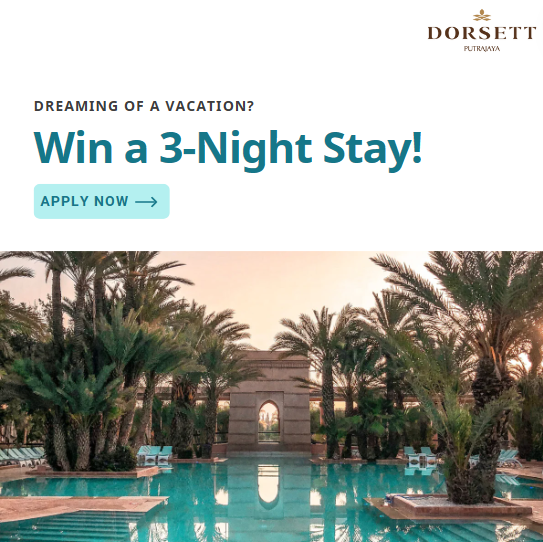 DORSETT
PUTRAJAYA
DREAMING OF A VACATION?
Win a 3-Night Stay!
APPLY NOW